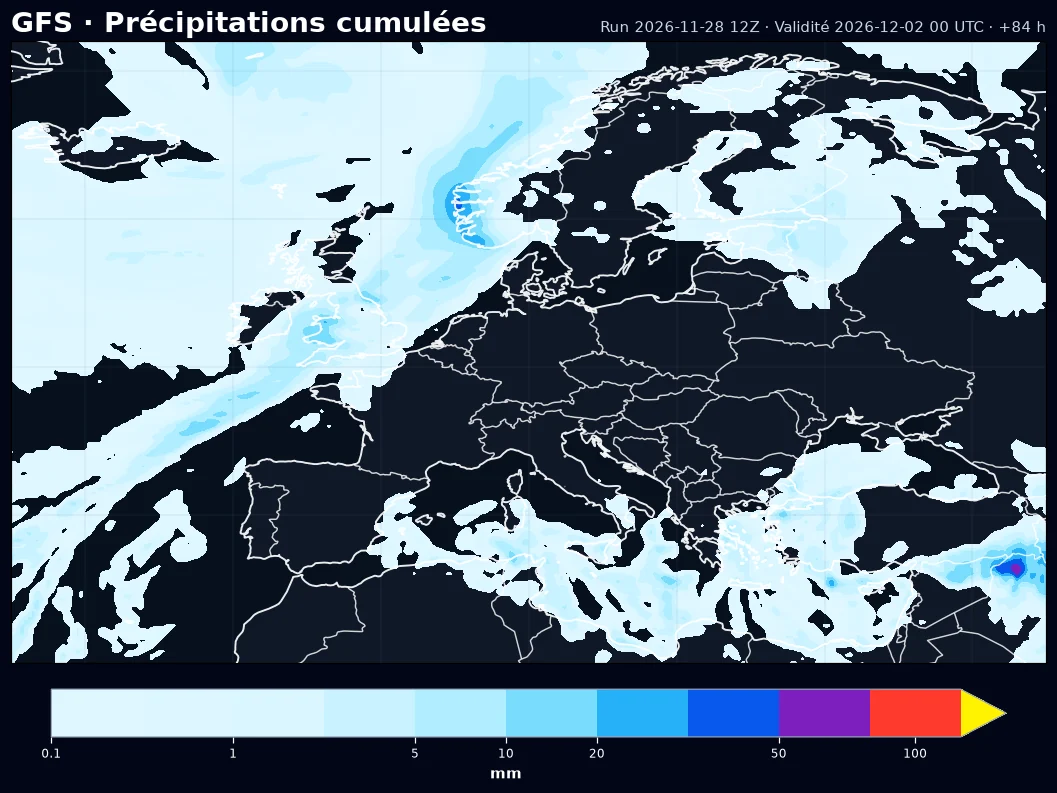 GFS · Précipitations cumulées
Run 2026-11-28 12Z · Validité 2026-12-02 00 UTC · +84 h
0.1 1 5 10 20 50 100
mm